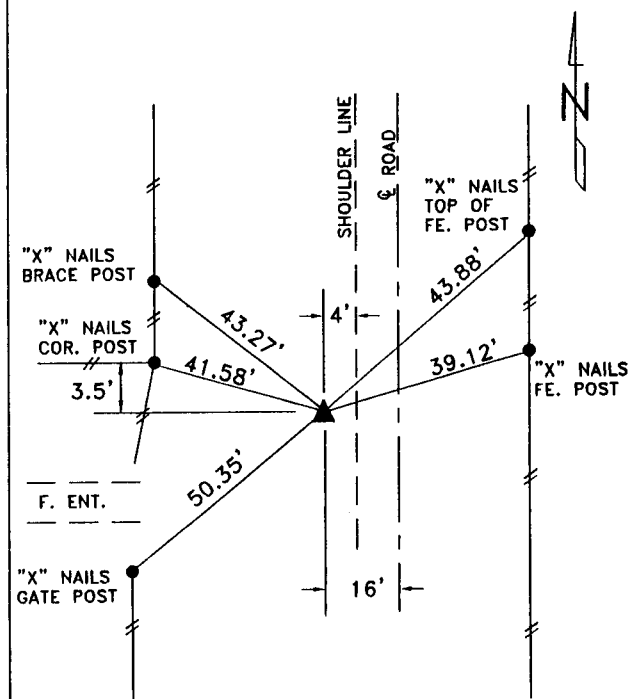 N
SHOULDER LINE
℄ ROAD
"X" NAILS
TOP OF
FE. POST
"X" NAILS
BRACE POST
43.88'
4'
43.27'
"X" NAILS
COR. POST
41.58'
39.12'
"X" NAILS
FE. POST
3.5'
50.35'
F. ENT.
"X" NAILS
GATE POST
16'